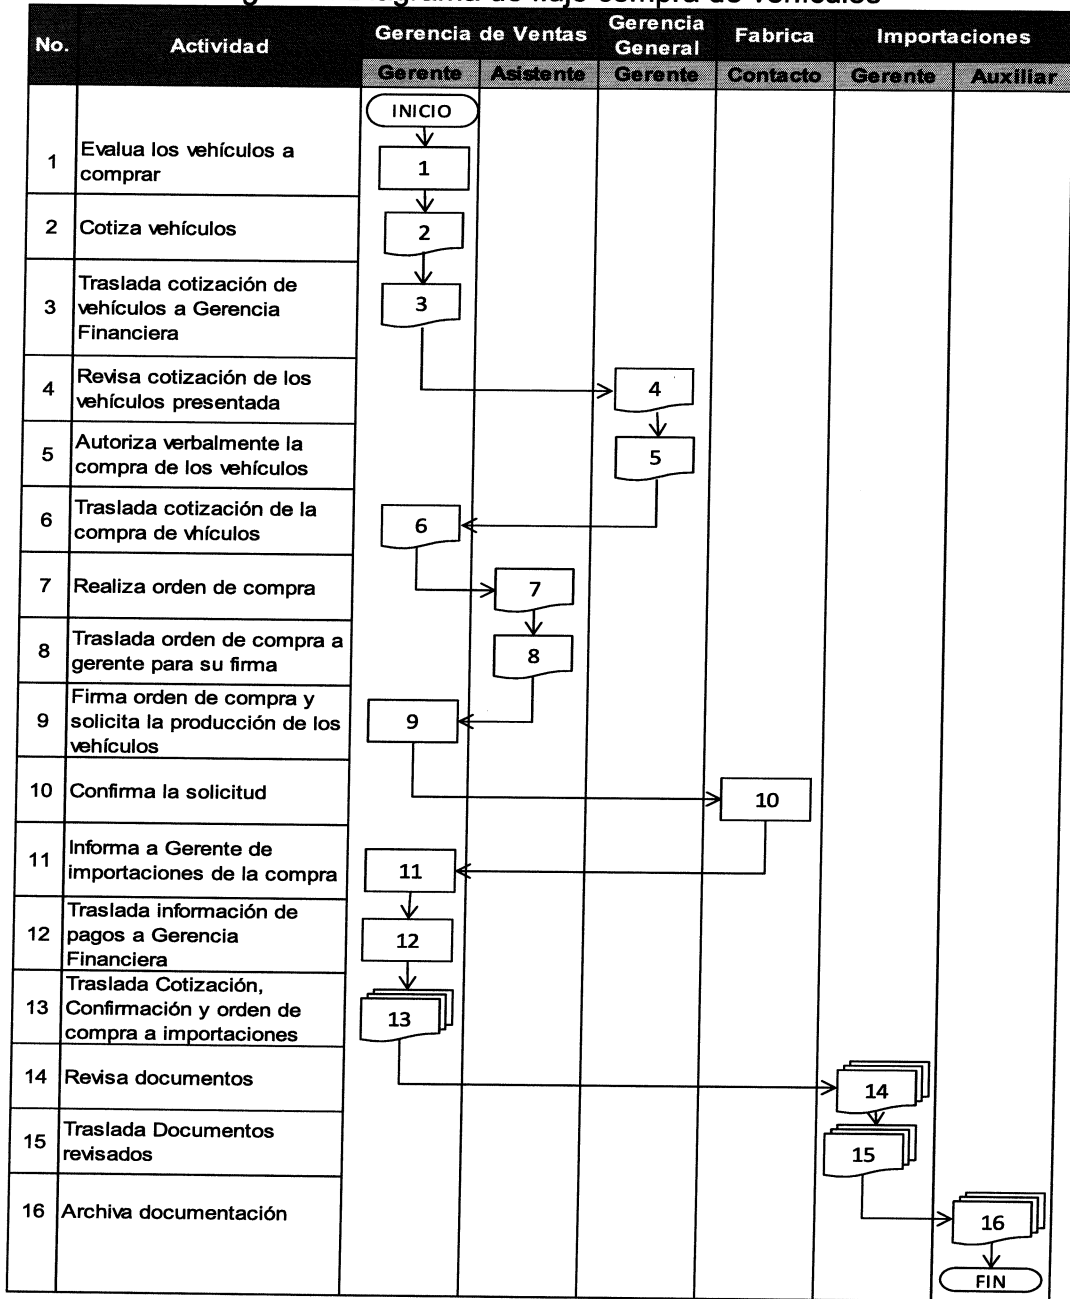 de flujo compra de vehículos
No. Actividad Gerencia de Ventas Gerencia General Fabrica Importaciones
Gerente Asistente Gerente Contacto Gerente Auxiliar
INICIO
1 Evalua los vehículos a
comprar
1
2 Cotiza vehículos
2
Traslada cotización de
3 vehículos a Gerencia
Financiera
3
4 Revisa cotización de los
vehículos presentada
4
5 Autoriza verbalmente la
compra de los vehículos
5
6 Traslada cotización de la
compra de vhículos
6
7 Realiza orden de compra
7
8 Traslada orden de compra a
gerente para su firma
8
Firma orden de compra y
9 solicita la producción de los
vehículos
9
10 Confirma la solicitud
10
11 Informa a Gerente de
importaciones de la compra
11
Traslada información de
12 pagos a Gerencia
Financiera
12
Traslada Cotización,
13 Confirmación y orden de
compra a importaciones
13
14 Revisa documentos
14
15 Traslada Documentos
revisados
15
16 Archiva documentación
16
FIN